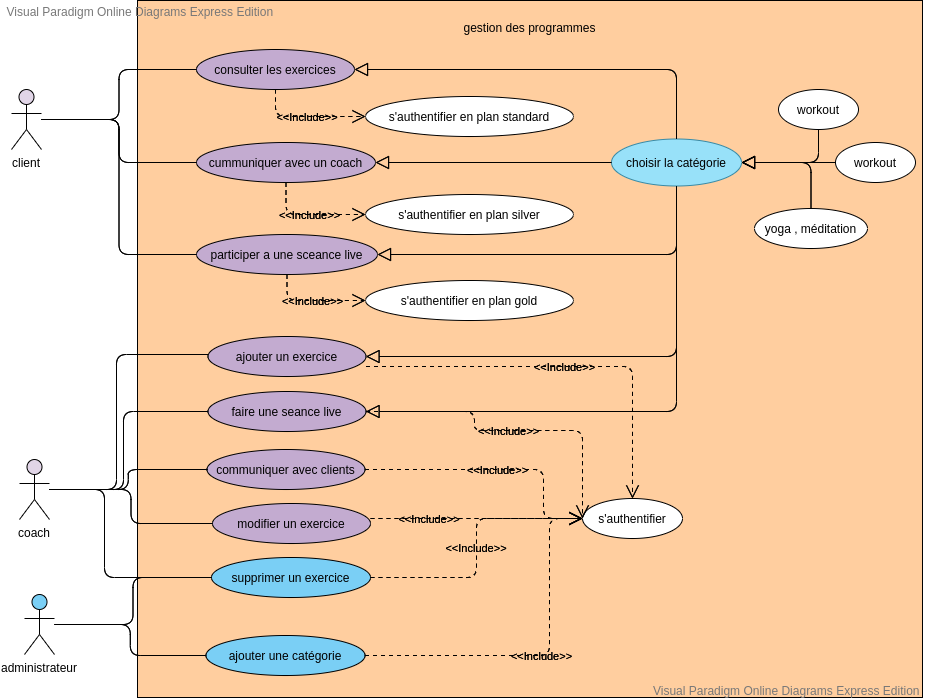 Visual Paradigm Online Diagrams Express Edition
gestion des programmes
consulter les exercices
<<Include>>
s'authentifier en plan standard
workout
client
cummuniquer avec un coach
choisir la catégorie
workout
<<Include>>
s'authentifier en plan silver
yoga , méditation
participer a une sceance live
<<Include>>
s'authentifier en plan gold
ajouter un exercice
<<Include>>
faire une seance live
<<Include>>
communiquer avec clients
<<Include>>
coach
modifier un exercice
<<Include>>
s'authentifier
<<Include>>
supprimer un exercice
administrateur
ajouter une catégorie
<<Include>>
Visual Paradigm Online Diagrams Express Edition